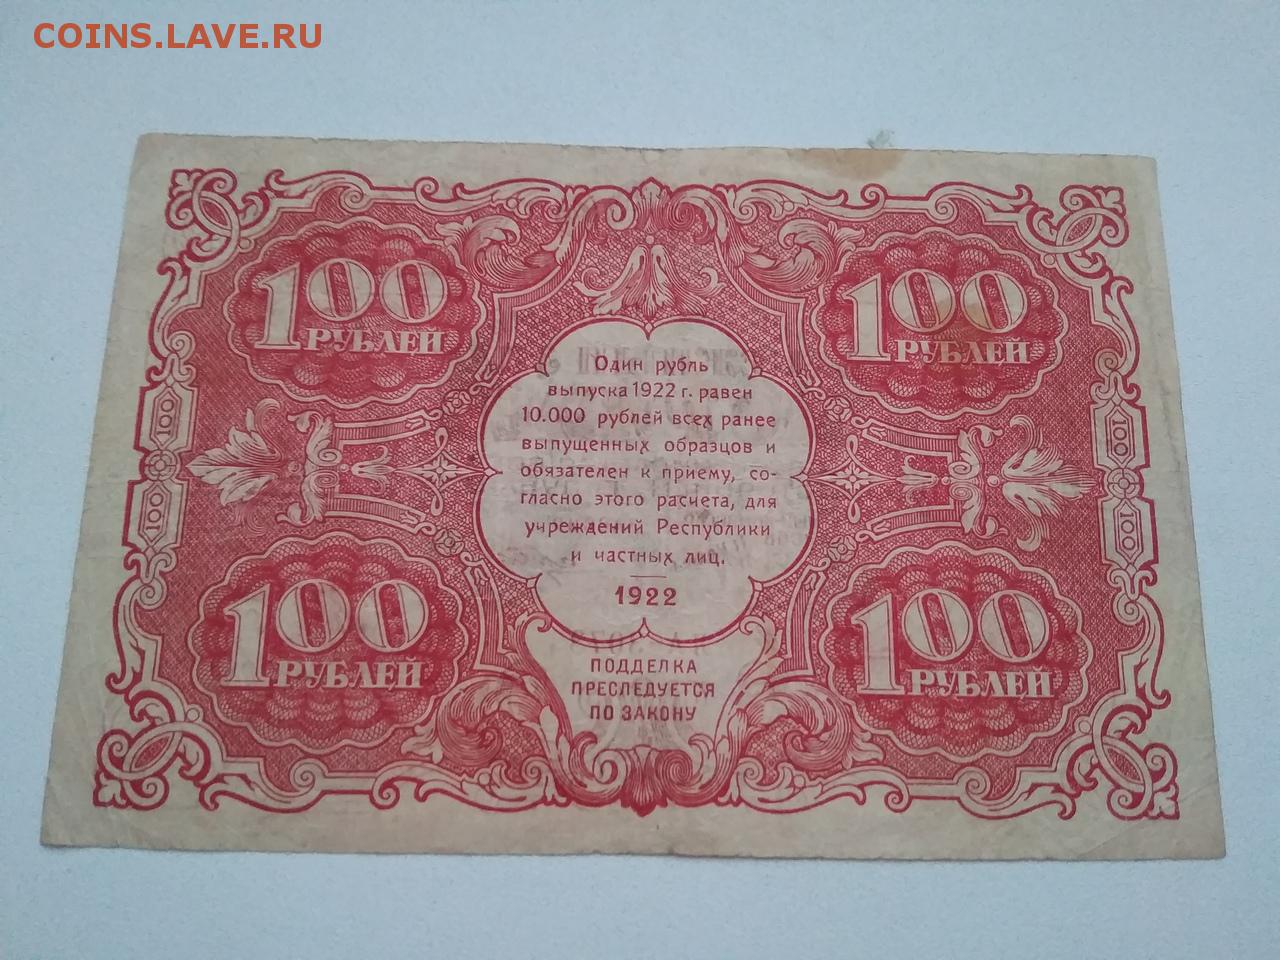 COINS.LAVE.RU
100
РУБЛЕЙ
100
РУБЛЕЙ
Один рубль
выпуска 1922 г. равен
10.000 рублей всех ранее
выпущенных образцов и
обязателен к приему, со-
гласно этого расчета, для
учреждений Республики
и частных лиц.
1922
100
100
100
100
100
РУБЛЕЙ
100
РУБЛЕЙ
ПОДДЕЛКА
ПРЕСЛЕДУЕТСЯ
ПО ЗАКОНУ